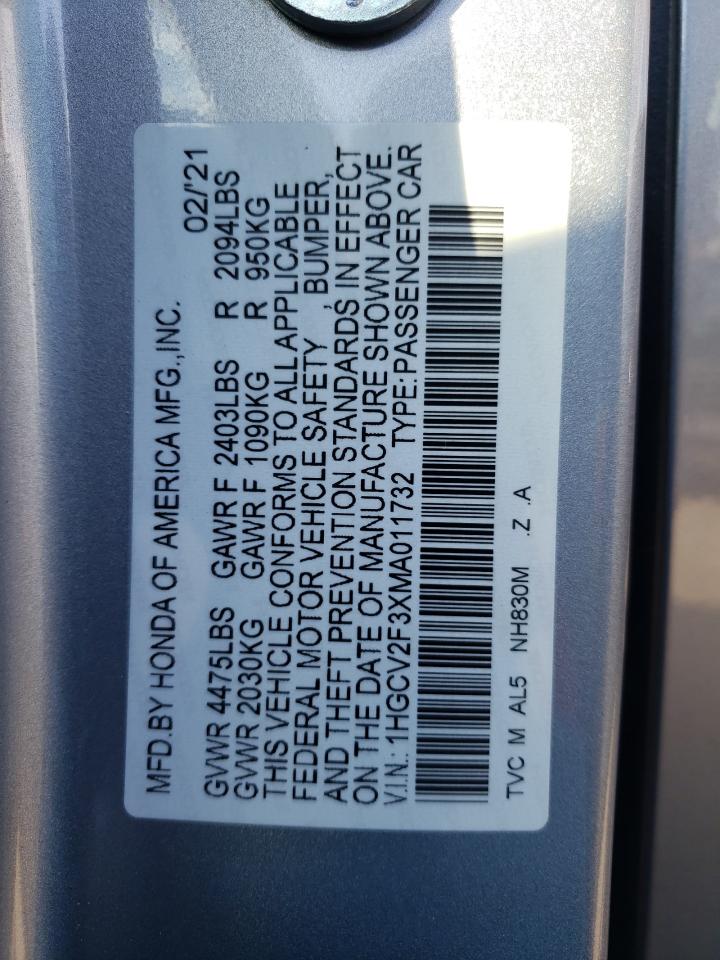 MFD.BY HONDA OF AMERICA MFG.,INC. 02/'21
GVWR 4475LBS GAWR F 2403LBS R 2094LBS
GVWR 2030KG GAWR F 1090KG R 950KG
THIS VEHICLE CONFORMS TO ALL APPLICABLE
FEDERAL MOTOR VEHICLE SAFETY , BUMPER,
AND THEFT PREVENTION STANDARDS IN EFFECT
ON THE DATE OF MANUFACTURE SHOWN ABOVE.
V.I.N.: 1HGCV2F3XMA011732 TYPE:PASSENGER CAR
TVC M AL5 NH830M .Z .A